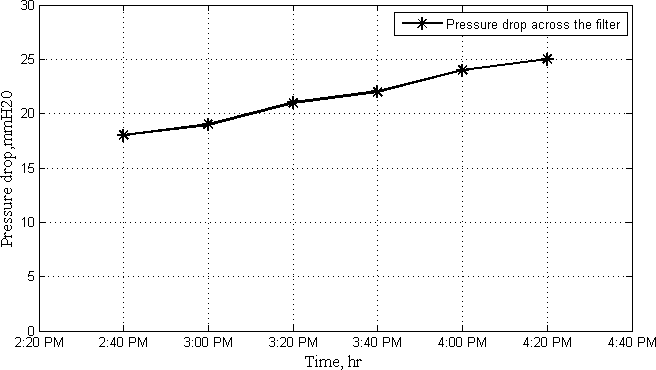 30
Pressure drop across the filter
25
20
15
10
5
0
Pressure drop,mmH20
2:20 PM 2:40 PM 3:00 PM 3:20 PM 3:40 PM 4:00 PM 4:20 PM 4:40 PM
Time, hr